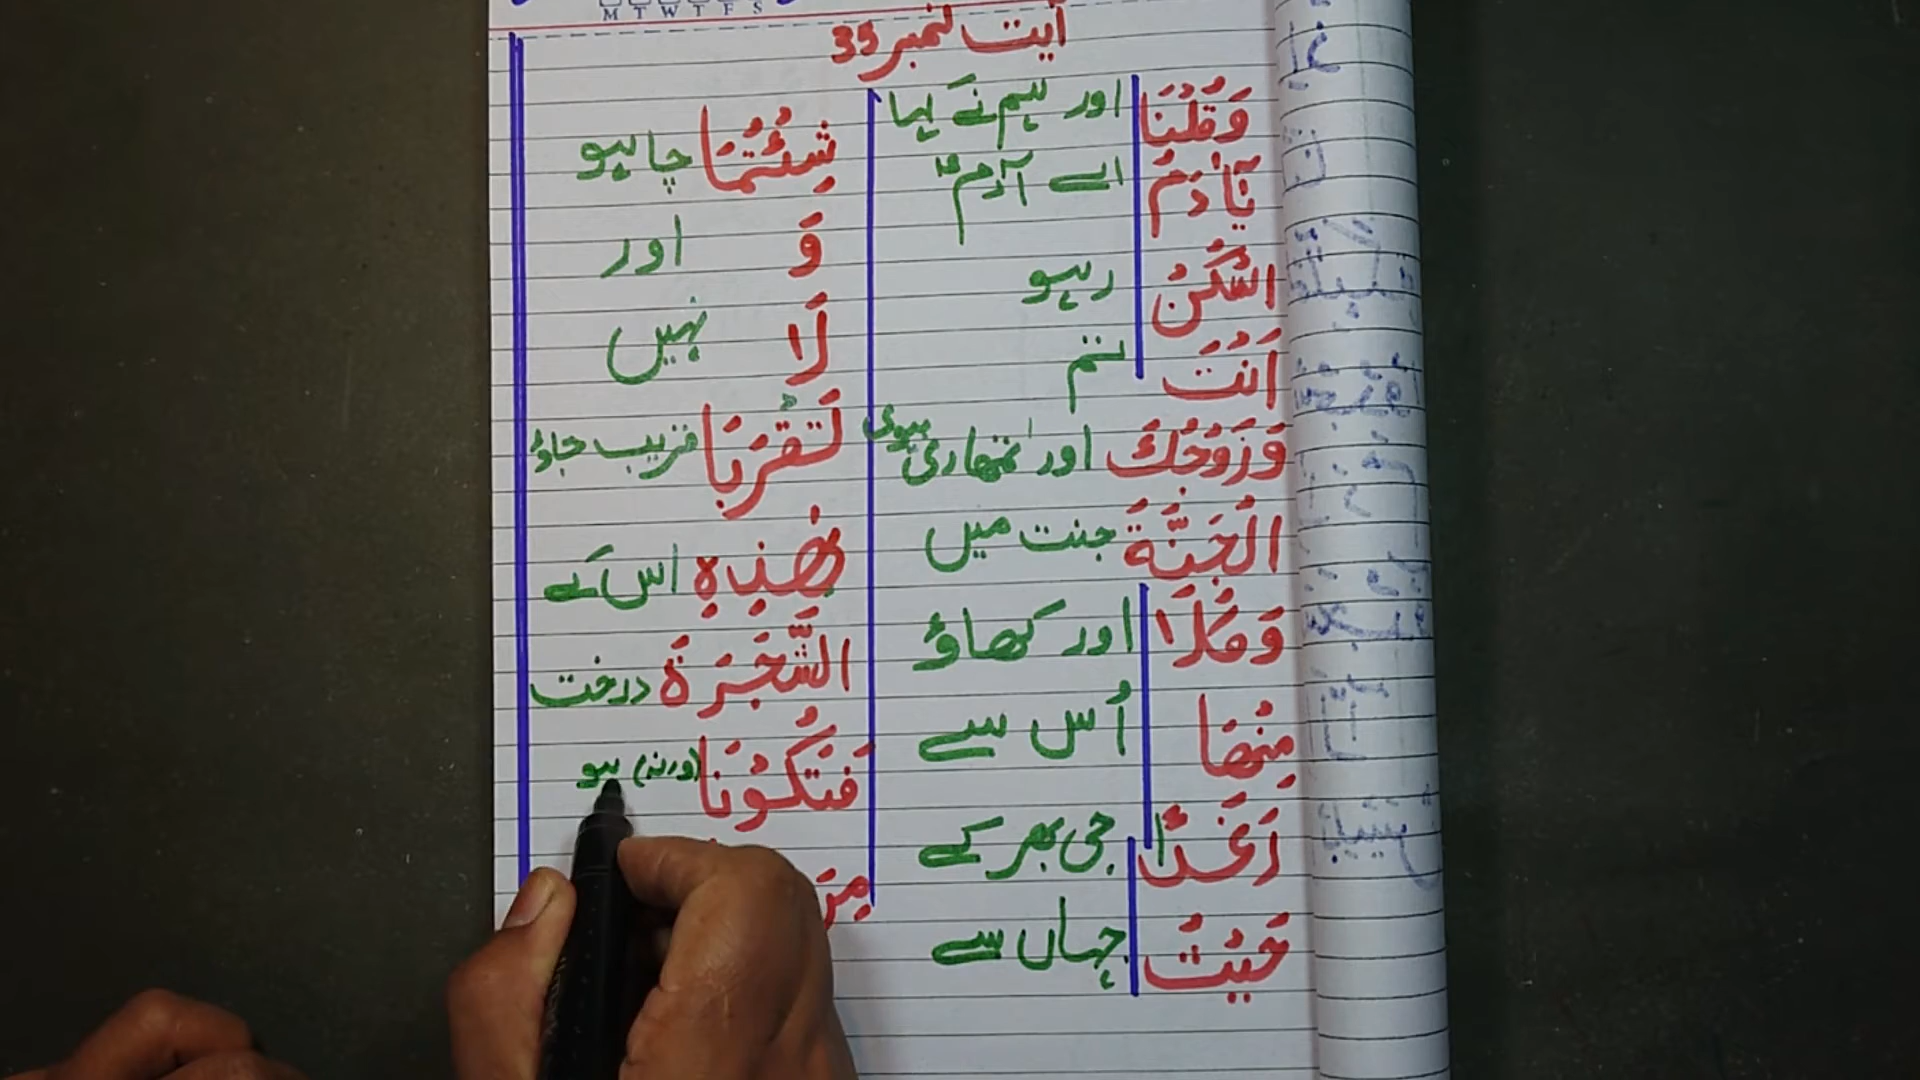 M T W T F S
آیت نمبر 35
وَقُلْنَا اور ہم نے کہا
یٰٓاٰدَمُ اے آدمؑ
اسْكُنْ رہو
اَنْتَ تم
وَزَوْجُكَ اور تمھاری بیوی
الْجَنَّةَ جنت میں
وَكُلَا اور کھاؤ
مِنْهَا اُس سے
رَغَدًا جی بھر کے
حَيْثُ جہاں سے
شِئْتُمَا چاہو
وَ اور
لَا نہیں
تَقْرَبَا قریب جاؤ
هٰذِهِ اس کے
الشَّجَرَةَ درخت
فَتَكُوْنَا (ورنہ) ہو
مِنَ